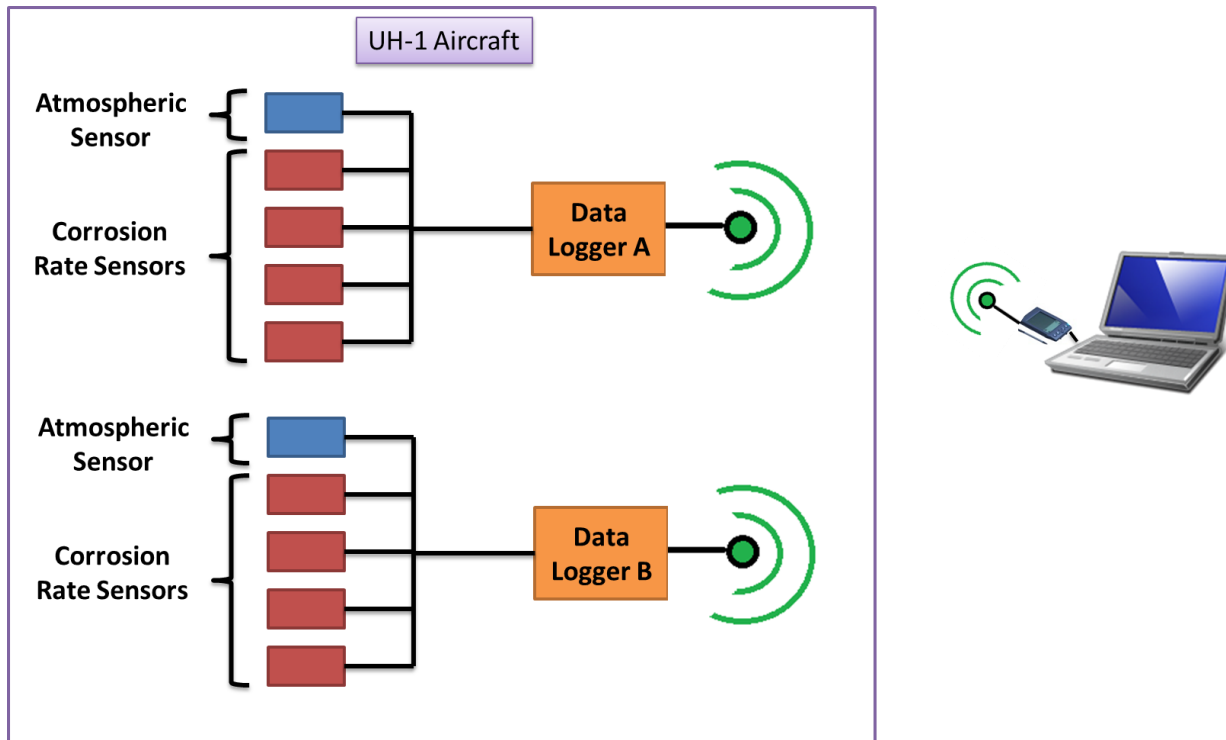 UH-1 Aircraft
Atmospheric
Sensor
Corrosion
Rate Sensors
Data
Logger A
Atmospheric
Sensor
Corrosion
Rate Sensors
Data
Logger B